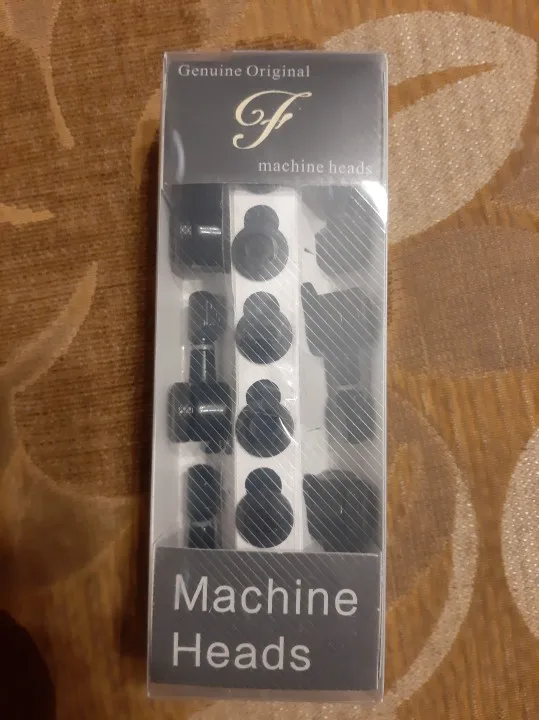 Genuine Original
F
machine heads
Machine
Heads